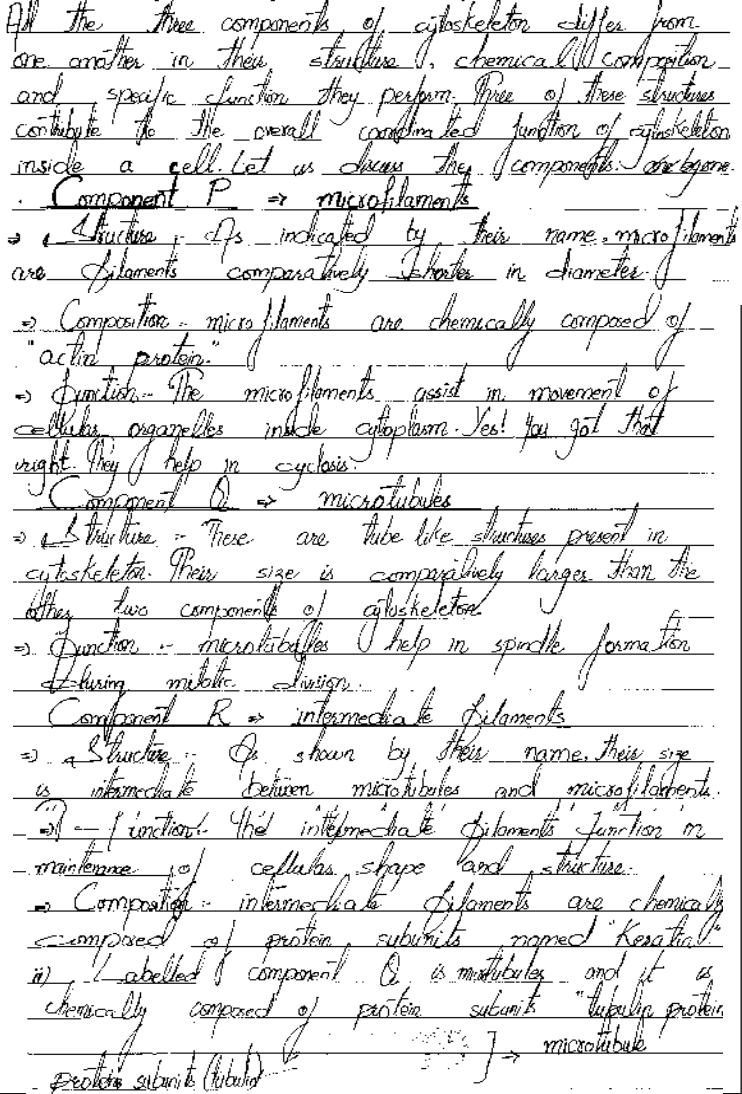 All the three components of cytoskeleton differ from
one another in their structure, chemical composition
and specific function they perform. Three of these structures
contribute to the overall coordinated function of cytoskeleton
inside a cell. Let us discuss the components one by one.
Component P ⇒ microfilaments
⇒ Structure :- As indicated by their name, microfilaments
are filaments comparatively shorter in diameter.
⇒ Composition :- microfilaments are chemically composed of
"actin protein."
⇒ Function :- The microfilaments assist in movement of
cellular organelles inside cytoplasm. Yes! You got that
right. They help in cyclosis.
Component Q ⇒ microtubules
⇒ Structure :- These are tube like structures present in
cytoskeleton. Their size is comparatively larger than the
other two components of cytoskeleton
⇒ Function :- microtubules help in spindle formation
during mitotic division.
Component R ⇒ intermediate filaments
⇒ Structure :- As shown by their name, their size
is intermediate between microtubules and microfilaments.
⇒ Function :- The intermediate filaments function in
maintenance of cellular shape and structure.
⇒ Composition :- intermediate filaments are chemically
composed of protein subunits named "Keratin."
ii) Labelled component Q is and it is
chemically composed of protein subunits "tubulin protein
] → microtubule
protein subunits (tubulin)